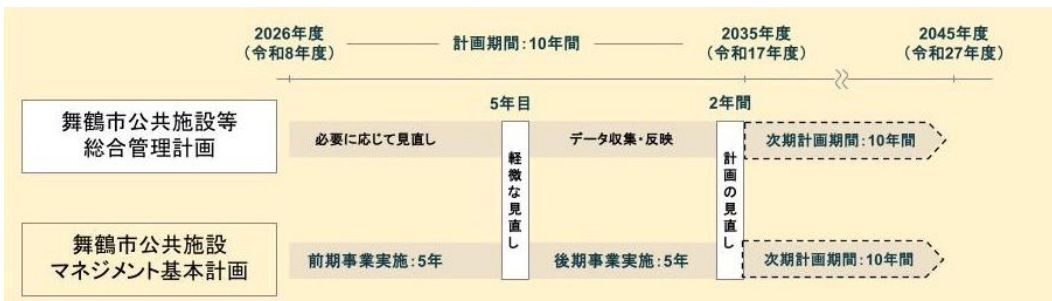 2026年度
(令和8年度)
計画期間:10年間
2035年度
(令和17年度)
2045年度
(令和27年度)
舞鶴市公共施設等
総合管理計画
必要に応じて見直し
5年目
軽微な見直し
データ収集・反映
2年間
計画の見直し
次期計画期間:10年間
舞鶴市公共施設
マネジメント基本計画
前期事業実施:5年
後期事業実施:5年
次期計画期間:10年間